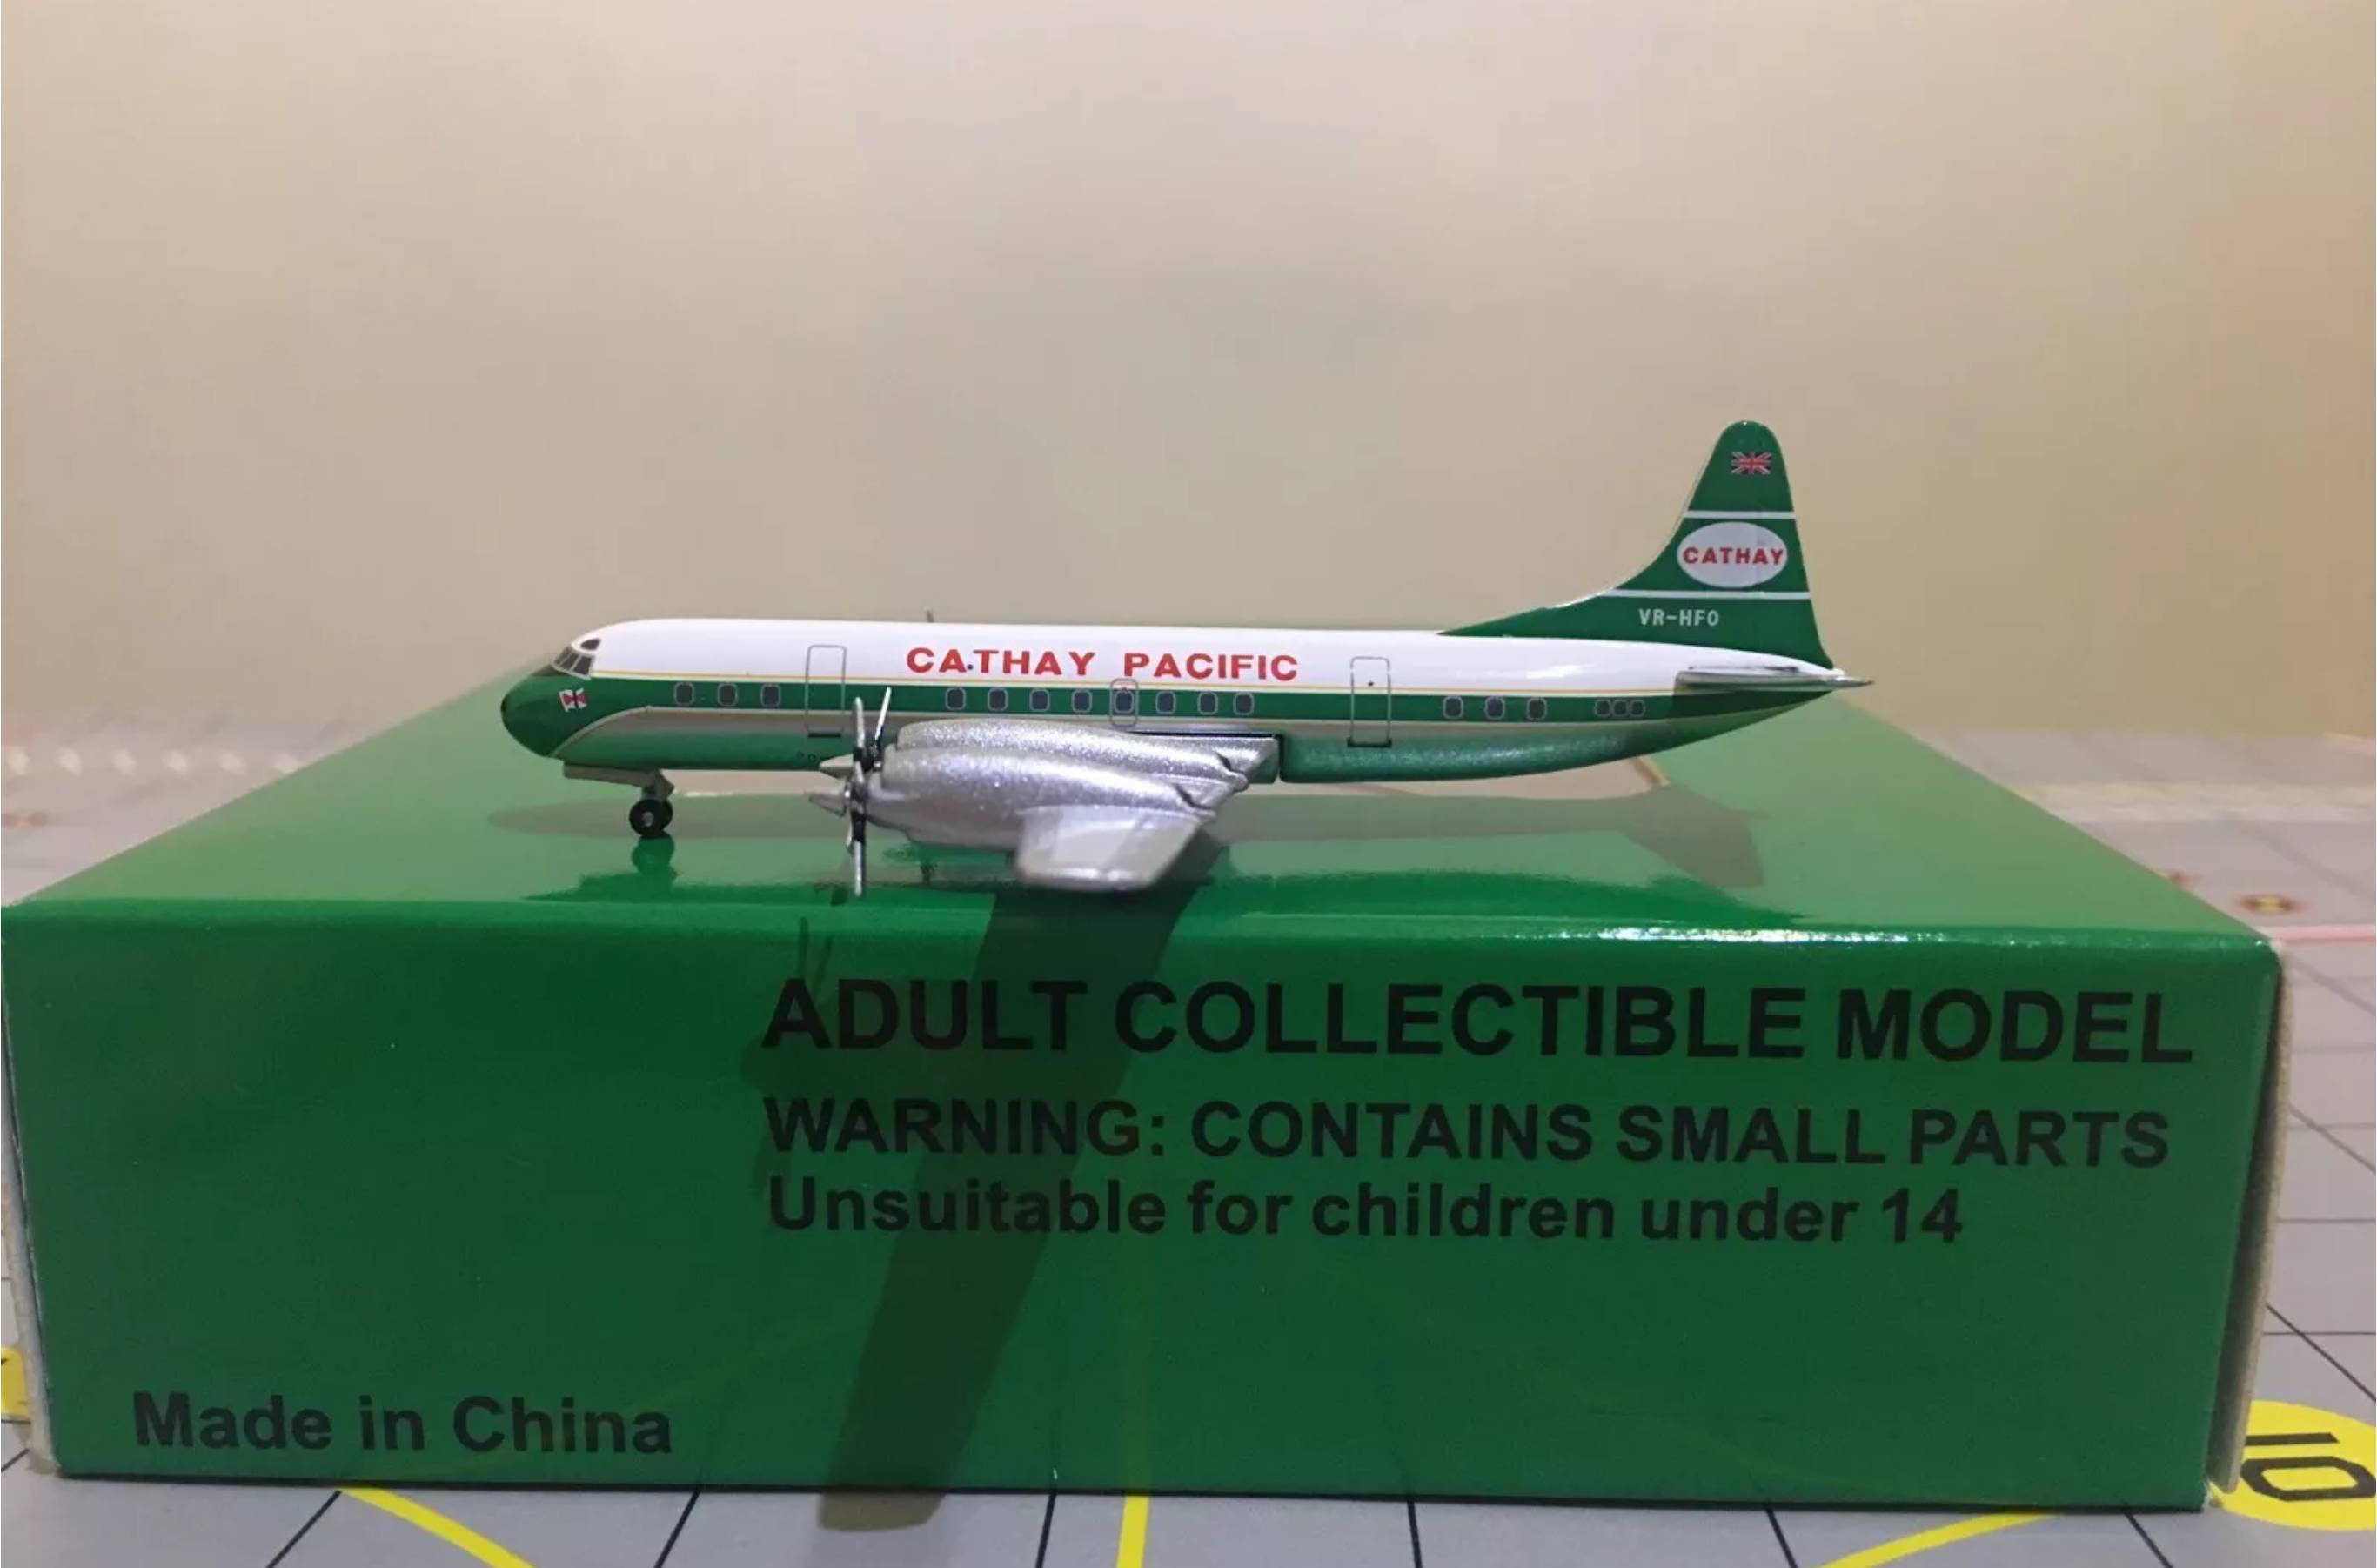 CATHAY
VR-HFO
CATHAY PACIFIC
ADULT COLLECTIBLE MODEL
WARNING: CONTAINS SMALL PARTS
Unsuitable for children under 14
Made in China
10